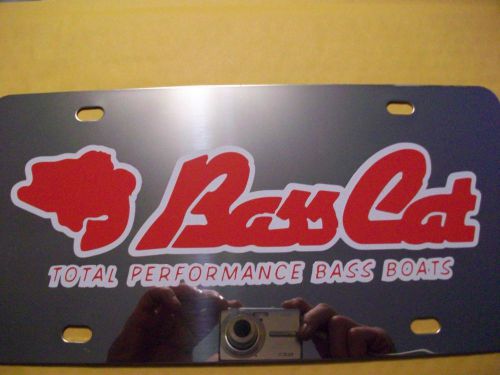 Bass Cat
TOTAL PERFORMANCE BASS BOATS